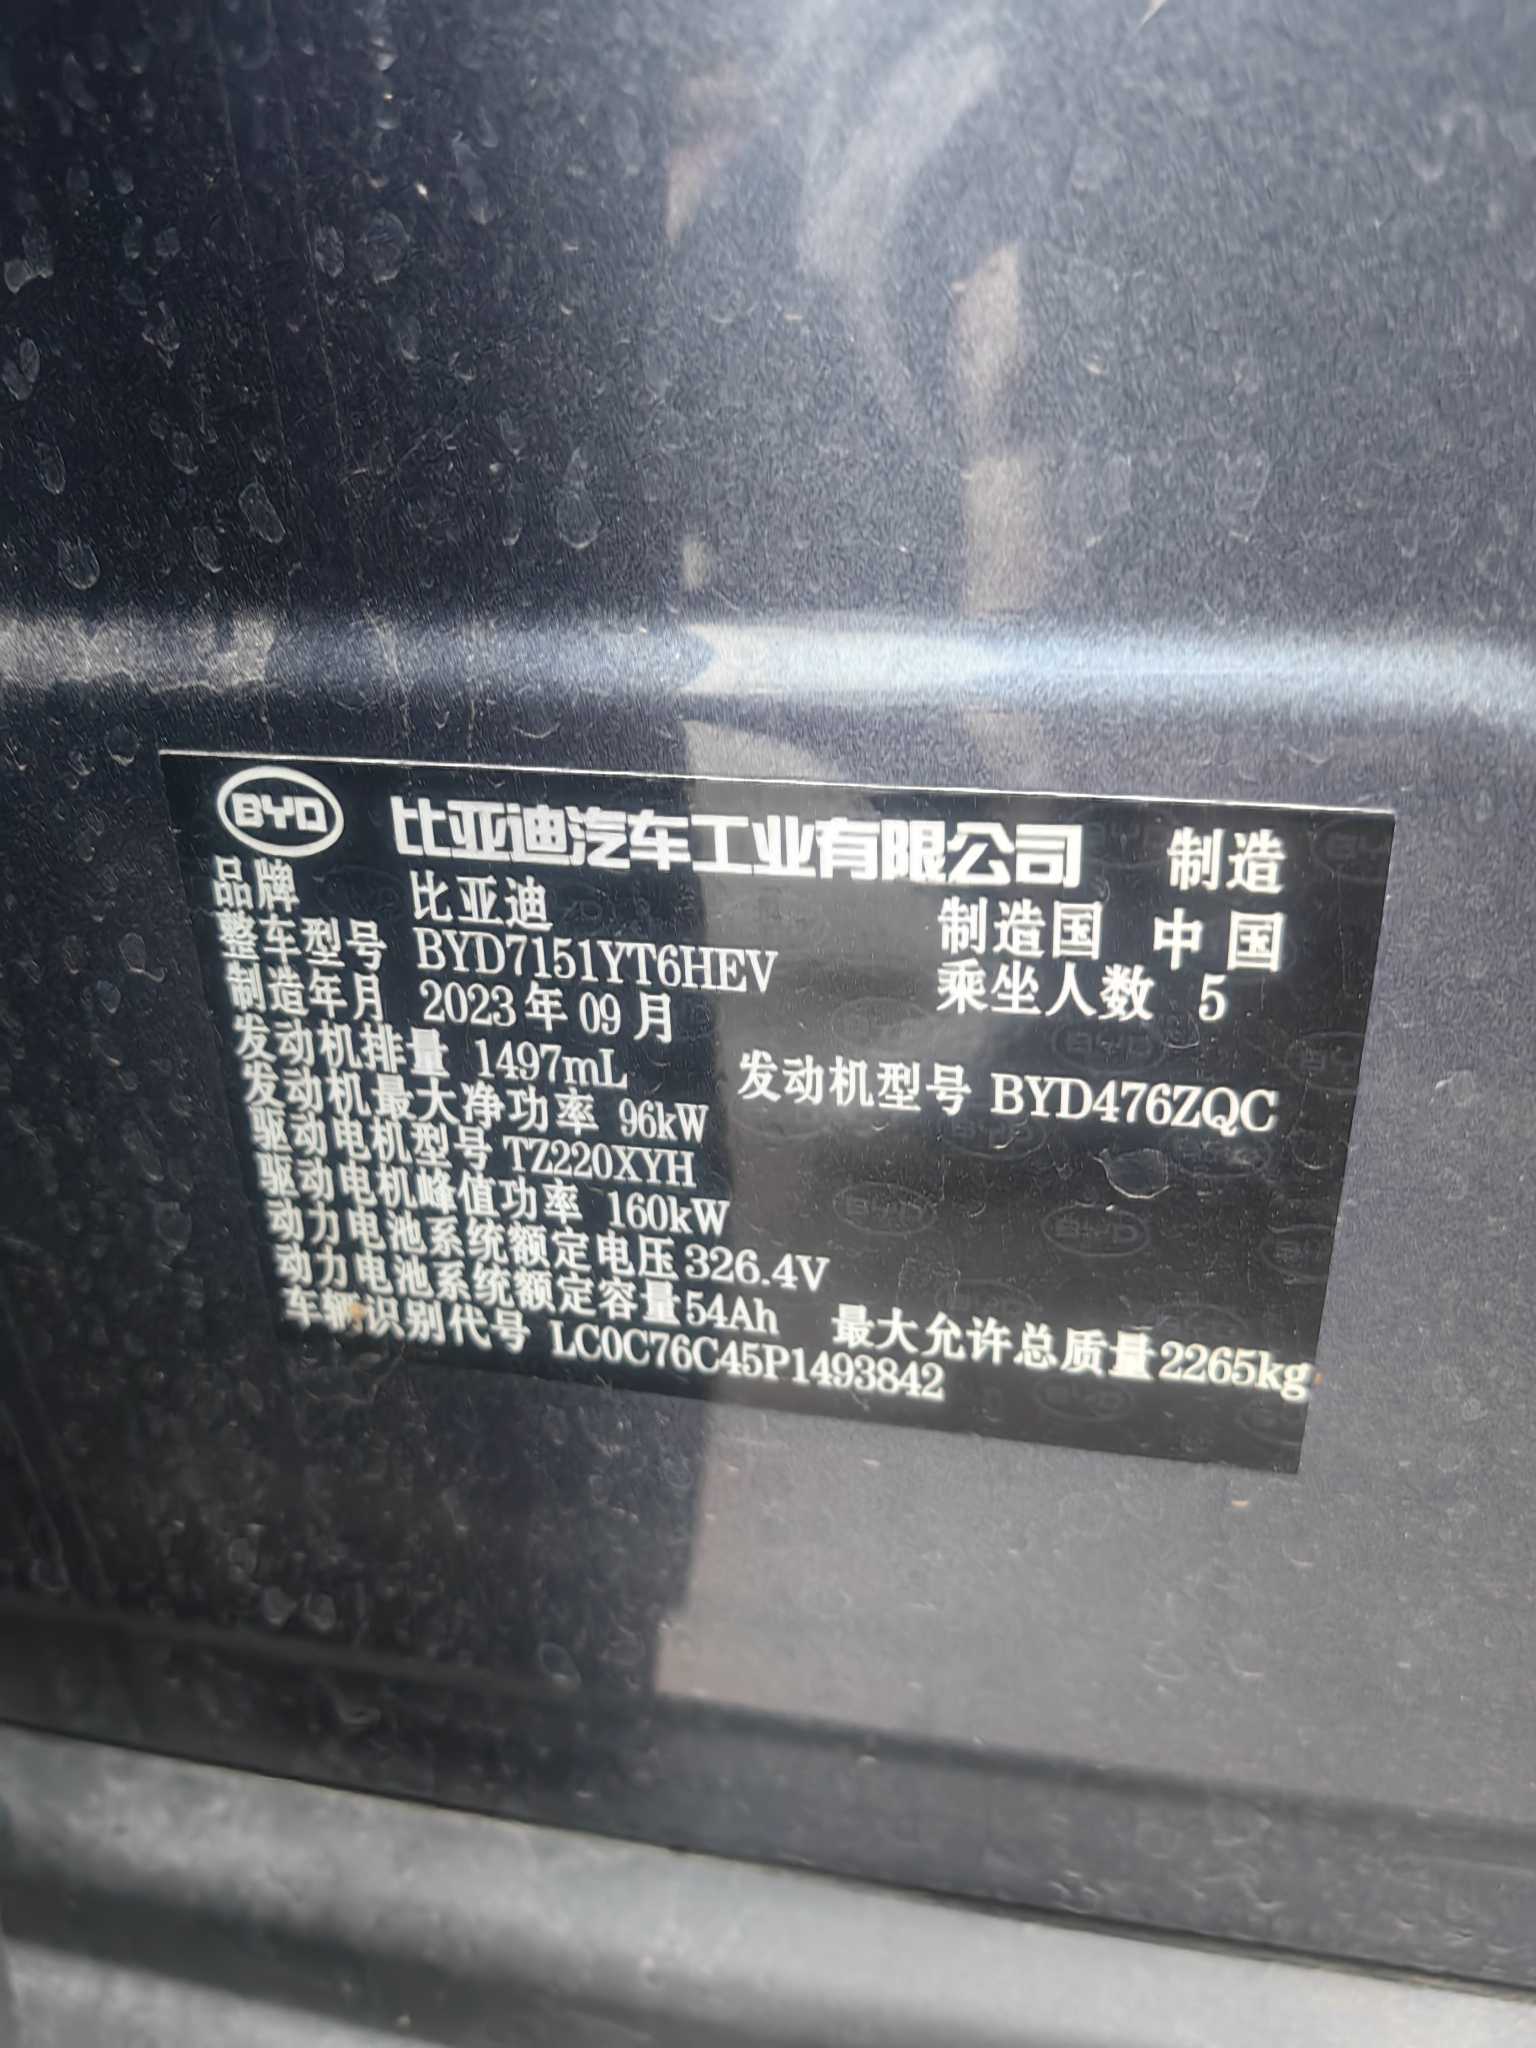 BYD 比亚迪汽车工业有限公司 制造
品牌 比亚迪 制造国 中国
整车型号 BYD7151YT6HEV 乘坐人数 5
制造年月 2023年09月
发动机排量 1497mL 发动机型号 BYD476ZQC
发动机最大净功率 96kW
驱动电机型号 TZ220XYH
驱动电机峰值功率 160kW
动力电池系统额定电压 326.4V
动力电池系统额定容量 54Ah 最大允许总质量 2265kg
车辆识别代号 LC0C76C45P1493842